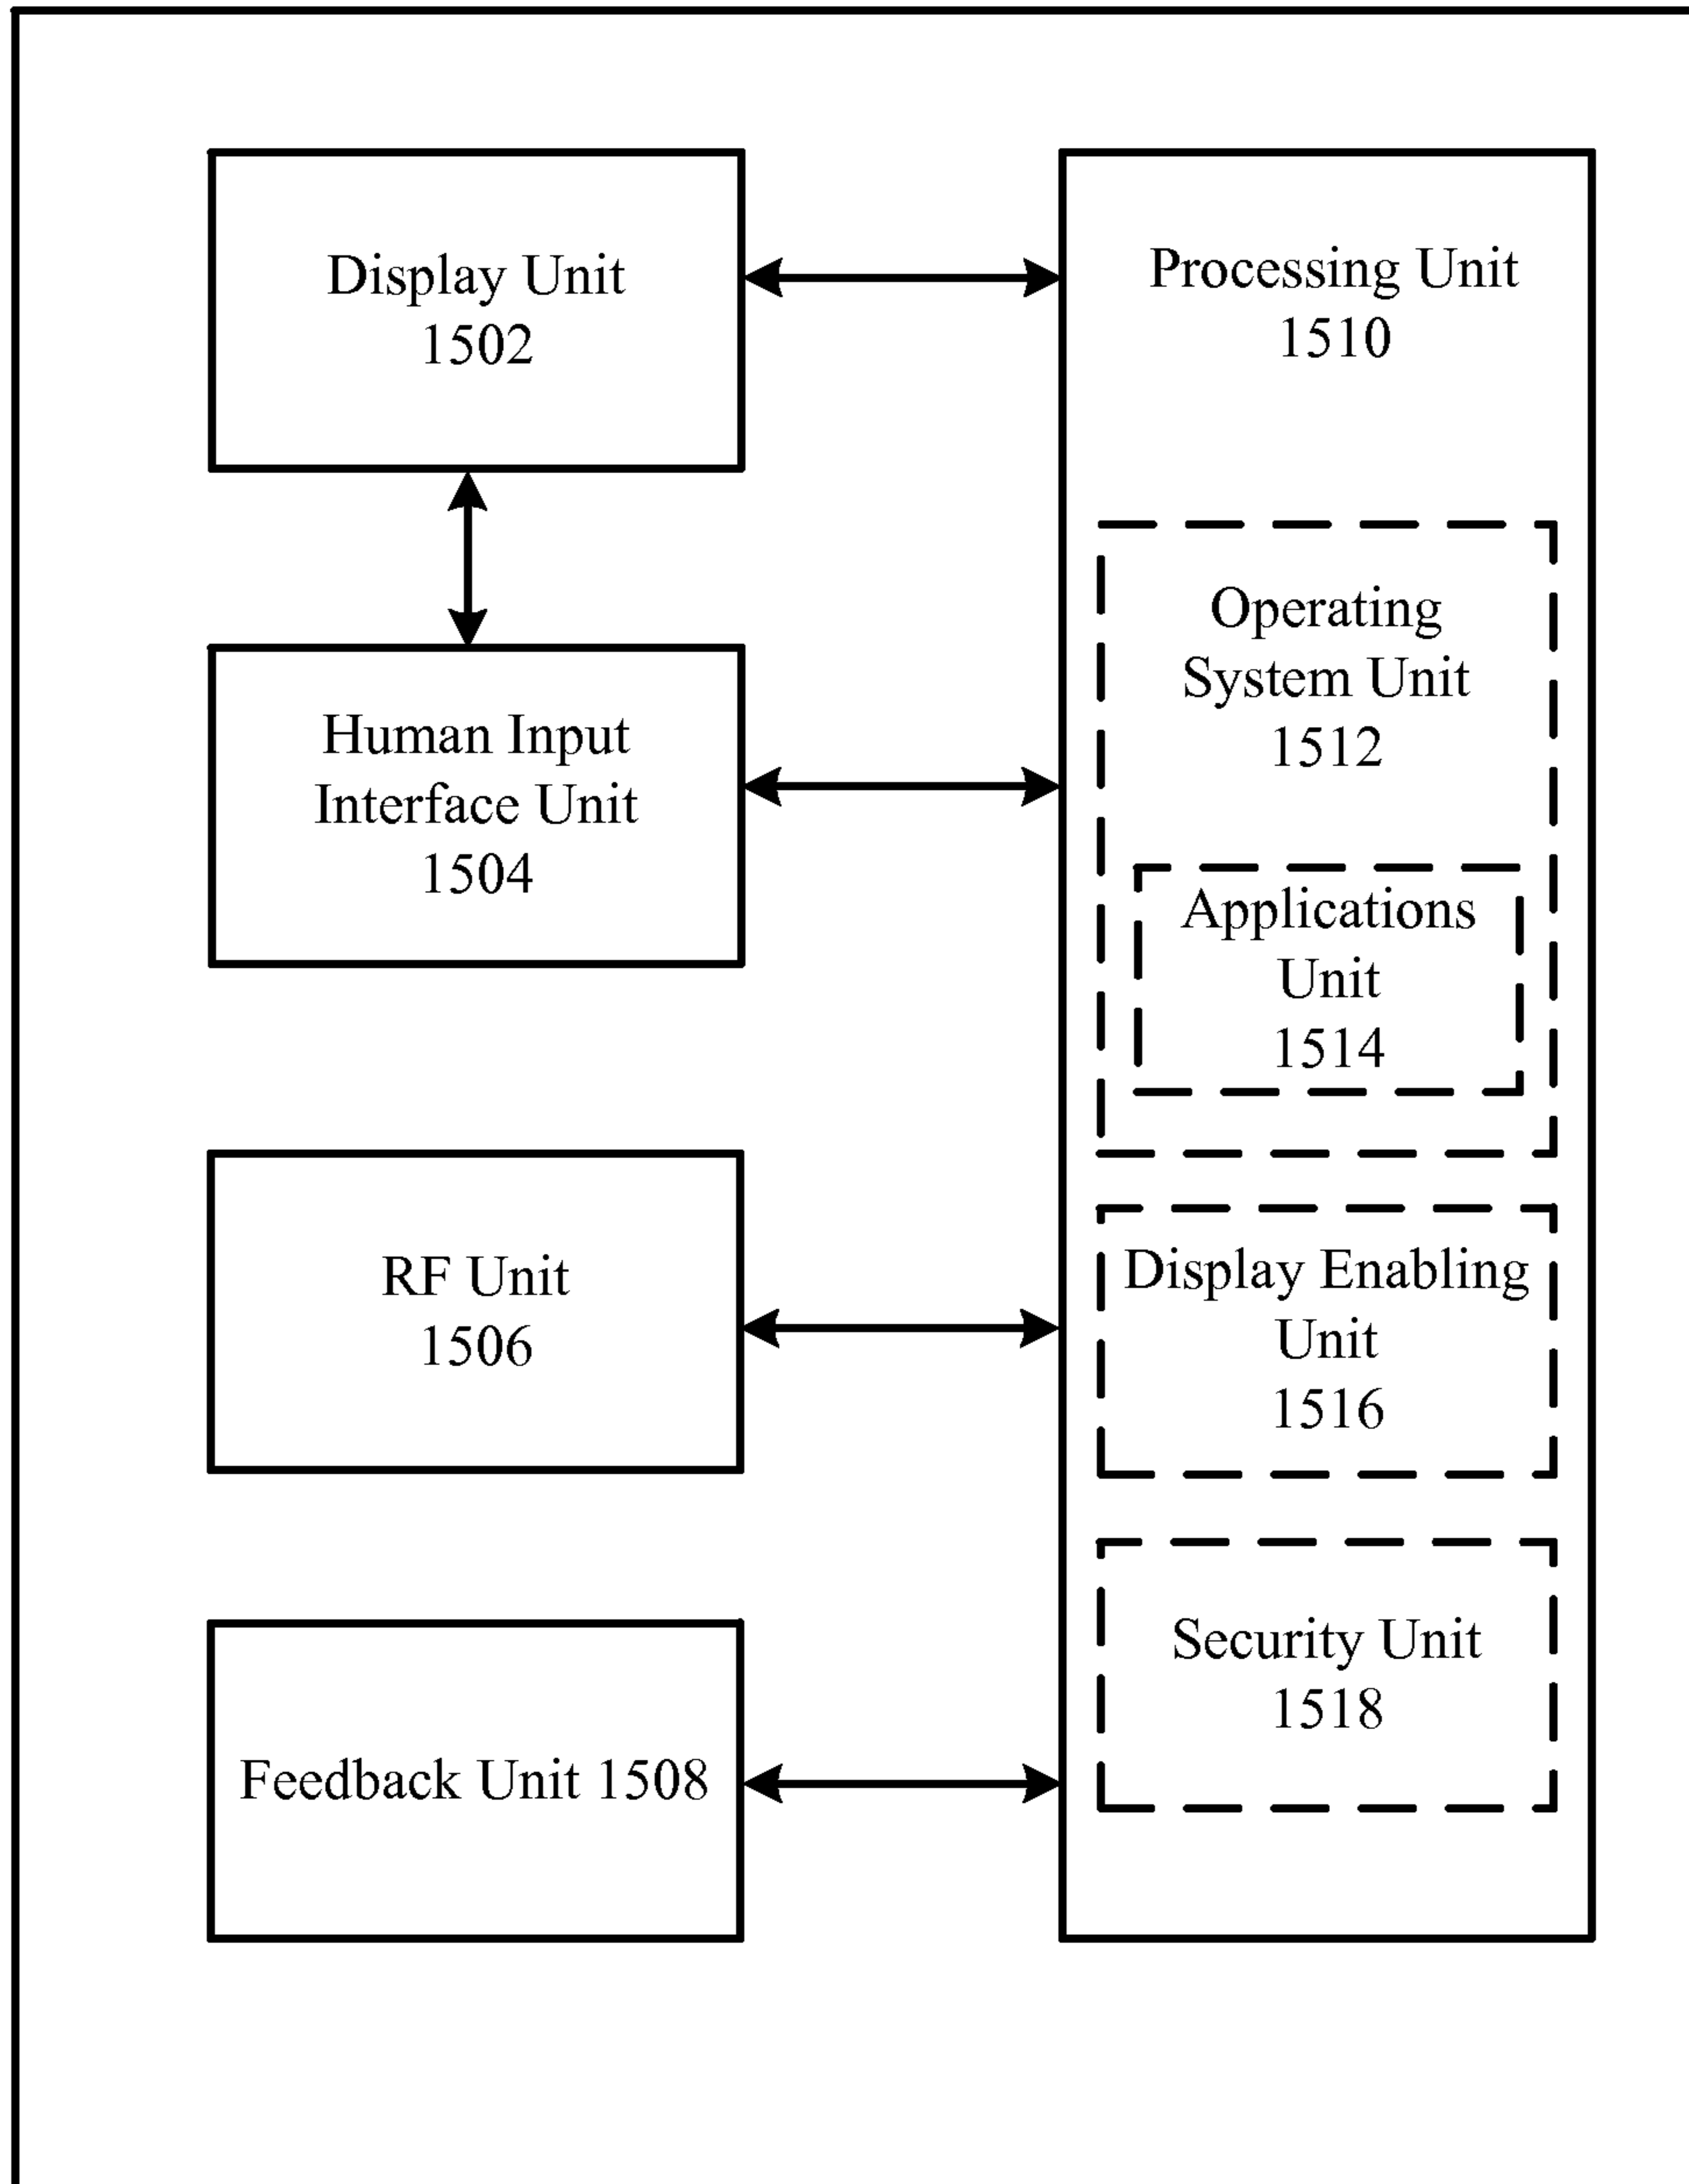 Display Unit
1502
Processing Unit
1510
Human Input
Interface Unit
1504
Operating
System Unit
1512
Applications
Unit
1514
RF Unit
1506
Display Enabling
Unit
1516
Feedback Unit 1508
Security Unit
1518